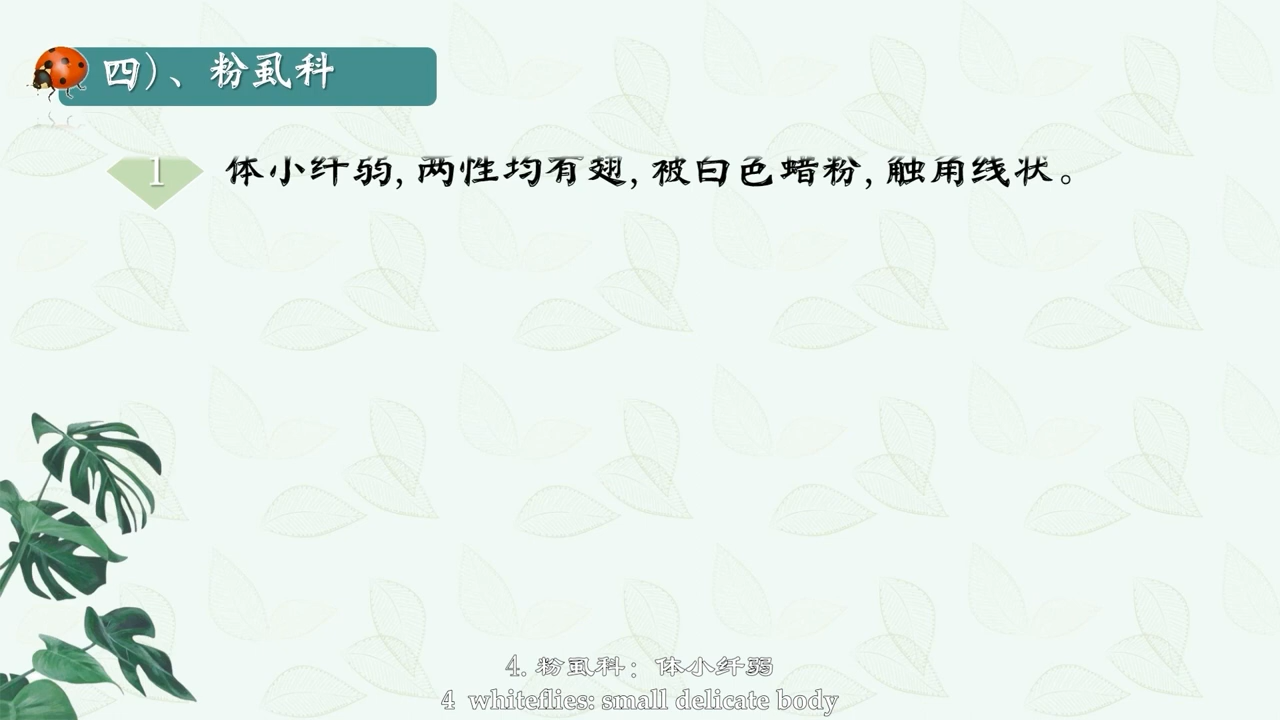 四)、粉虱科
1 体小纤弱,两性均有翅,被白色蜡粉,触角线状。
4.粉虱科：体小纤弱
4 whiteflies: small delicate body